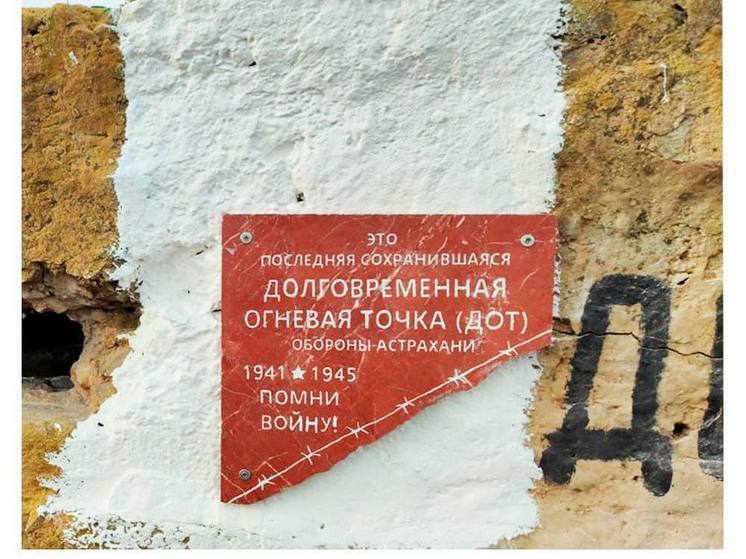 ЭТО
ПОСЛЕДНЯЯ СОХРАНИВШАЯСЯ
ДОЛГОВРЕМЕННАЯ
ОГНЕВАЯ ТОЧКА (ДОТ)
ОБОРОНЫ АСТРАХАНИ
1941 ★ 1945
ПОМНИ
ВОЙНУ!
Д